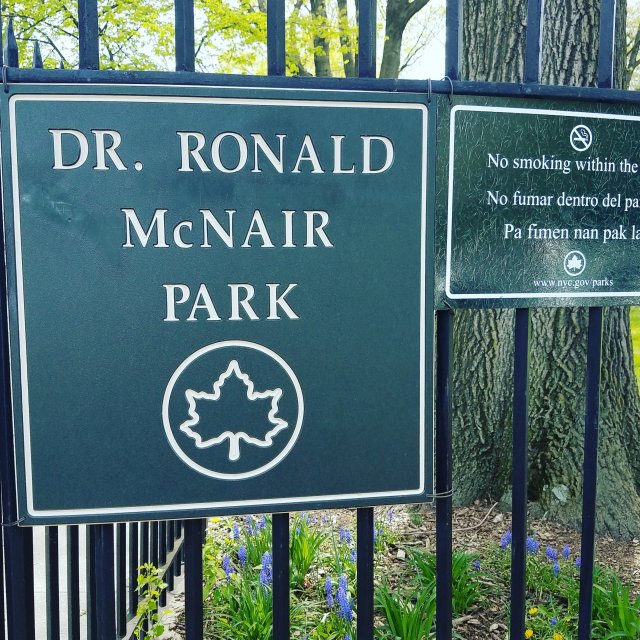 DR. RONALD
McNAIR
PARK
No smoking within the
No fumar dentro del
Pa fimen nan pak
www.nyc.gov/parks